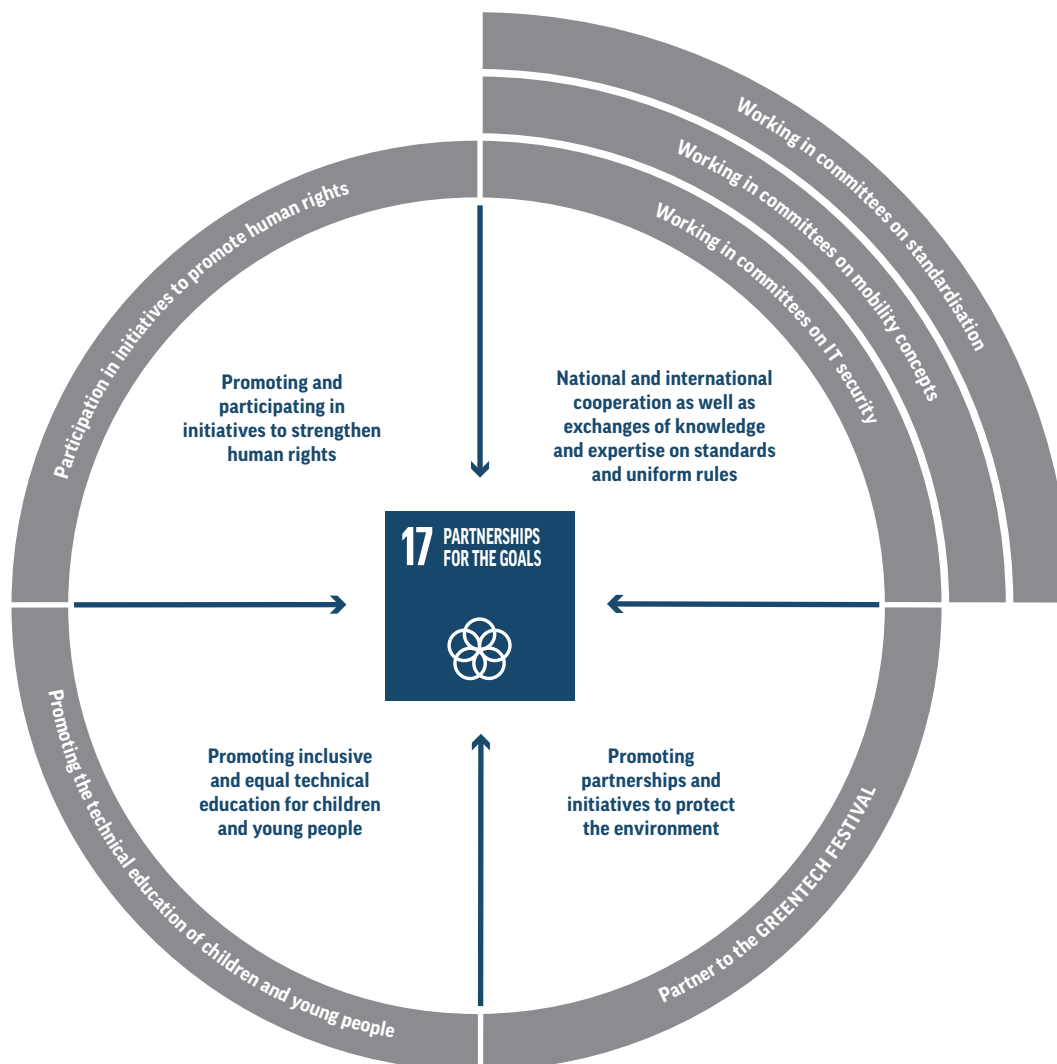 Working in committees on standardisation
Working in committees on mobility concepts
Working in committees on IT security
Participation in initiatives to promote human rights
Promoting and
participating in
initiatives to strengthen
human rights
National and international
cooperation as well as
exchanges of knowledge
and expertise on standards
and uniform rules
17 PARTNERSHIPS
FOR THE GOALS
Promoting inclusive
and equal technical
education for children
and young people
Promoting
partnerships and
initiatives to protect
the environment
Promoting the technical education of children and young people
Partner to the GREENTECH FESTIVAL